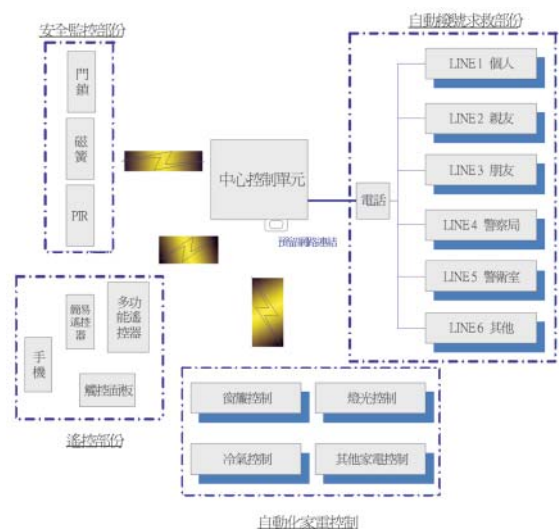 安全監控部份
門鎖
磁簧
PIR
中心控制單元
預留網路連結
自動撥號求救部份
電話
LINE 1 個人
LINE 2 親友
LINE 3 朋友
LINE 4 警察局
LINE 5 警衛室
LINE 6 其他
手機
簡易遙控器
多功能遙控器
觸控面板
遙控部份
窗簾控制
燈光控制
冷氣控制
其他家電控制
自動化家電控制